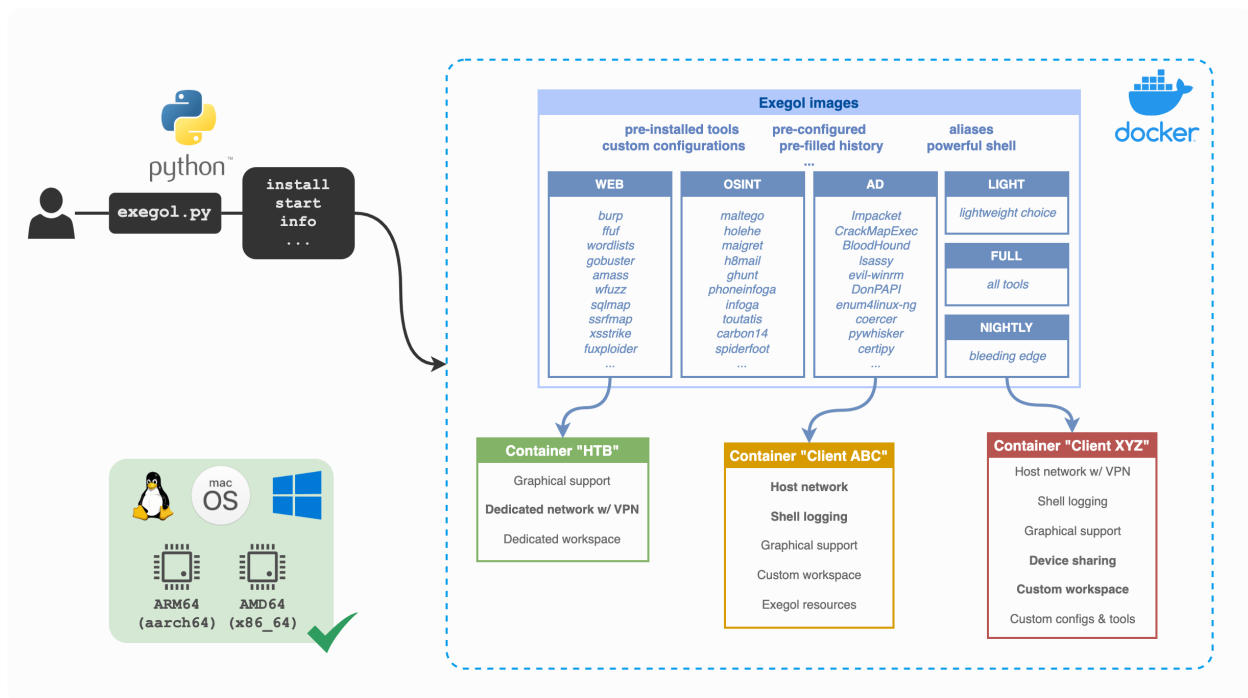 python™
exegol.py
install
start
info
...
docker
Exegol images
pre-installed tools
pre-configured
aliases
custom configurations
pre-filled history
powerful shell
...
WEB
burp
ffuf
wordlists
gobuster
amass
wfuzz
sqlmap
ssrfmap
xsstrike
fuxploider
...
OSINT
maltego
holehe
maigret
h8mail
ghunt
phoneinfoga
infoga
toutatis
carbon14
spiderfoot
...
AD
Impacket
CrackMapExec
BloodHound
lsassy
evil-winrm
DonPAPI
enum4linux-ng
coercer
pywhisker
certipy
...
LIGHT
lightweight choice
FULL
all tools
NIGHTLY
bleeding edge
Container "HTB"
Graphical support
Dedicated network w/ VPN
Dedicated workspace
Container "Client ABC"
Host network
Shell logging
Graphical support
Custom workspace
Exegol resources
Container "Client XYZ"
Host network w/ VPN
Shell logging
Graphical support
Device sharing
Custom workspace
Custom configs & tools
mac
OS
ARM64
(aarch64)
AMD64
(x86_64)